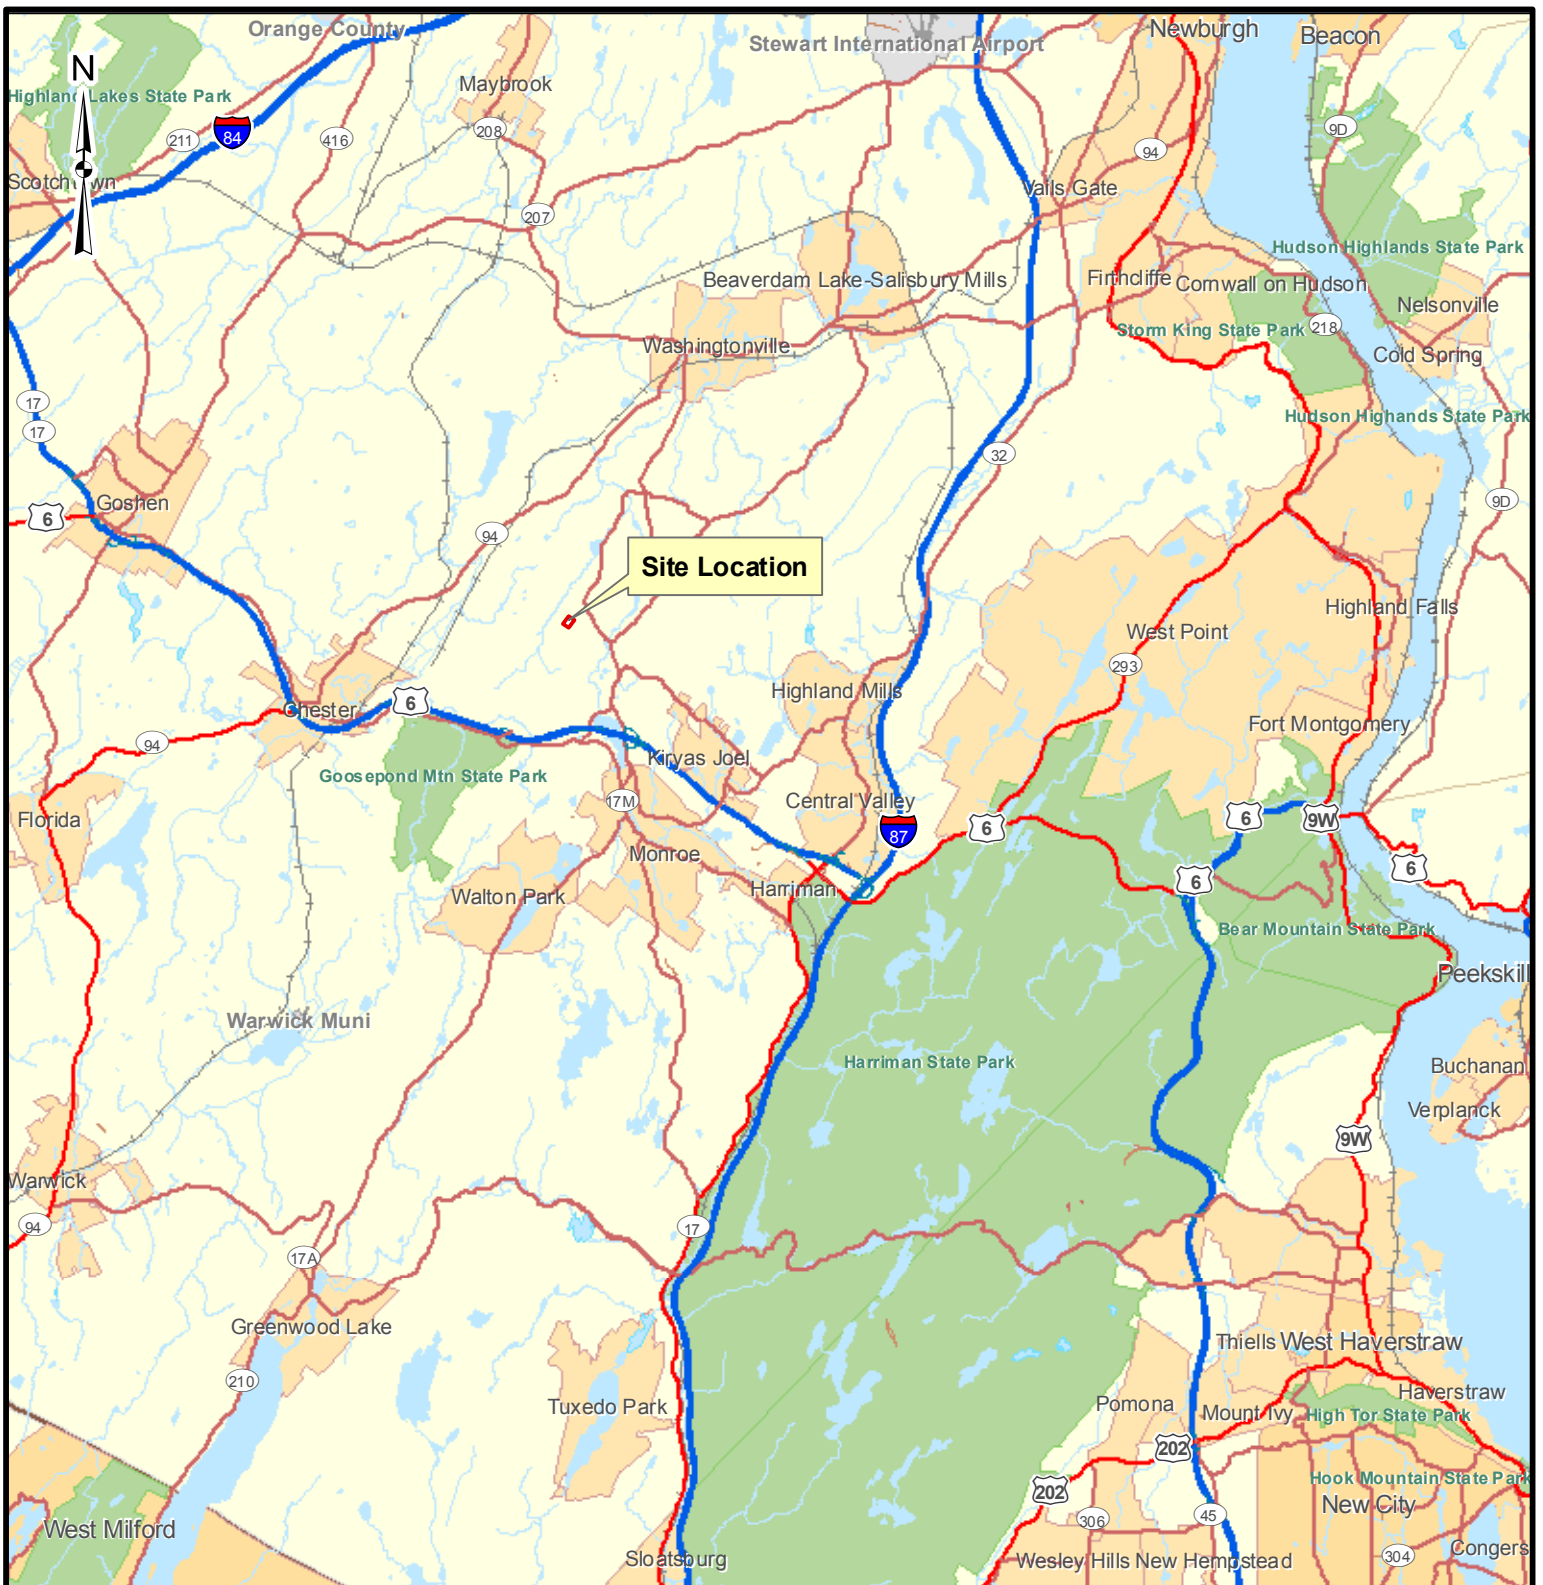 Orange County
Stewart International Airport
Newburgh
Beacon
N
Maybrook
Highland Lakes State Park
84
211
416
208
9D
94
Scotchtown
Vails Gate
207
Hudson Highlands State Park
Beaverdam Lake-Salisbury Mills
Firthcliffe
Cornwall on Hudson
Nelsonville
Storm King State Park
218
Washingtonville
Cold Spring
17
Hudson Highands State Park
17
32
Goshen
9D
6
94
Site Location
Highland Falls
West Point
293
Highland Mills
6
Chester
Fort Montgomery
94
Kiryas Joel
Goosepond Mtn State Park
17M
Central Valley
Florida
6
9W
6
87
Monroe
6
6
Harriman
Walton Park
Bear Mountain State Park
Peekskill
Warwick Muni
Harriman State Park
Buchanan
Verplanck
9W
Warwick
94
17
17A
Greenwood Lake
Thiells
West Haverstraw
210
Haverstraw
Tuxedo Park
Pomona
Mount Ivy
High Tor State Park
202
Hook Mountain State Park
202
New City
West Milford
306
45
Congers
304
Sloatsburg
Wesley Hills
New Hempstead